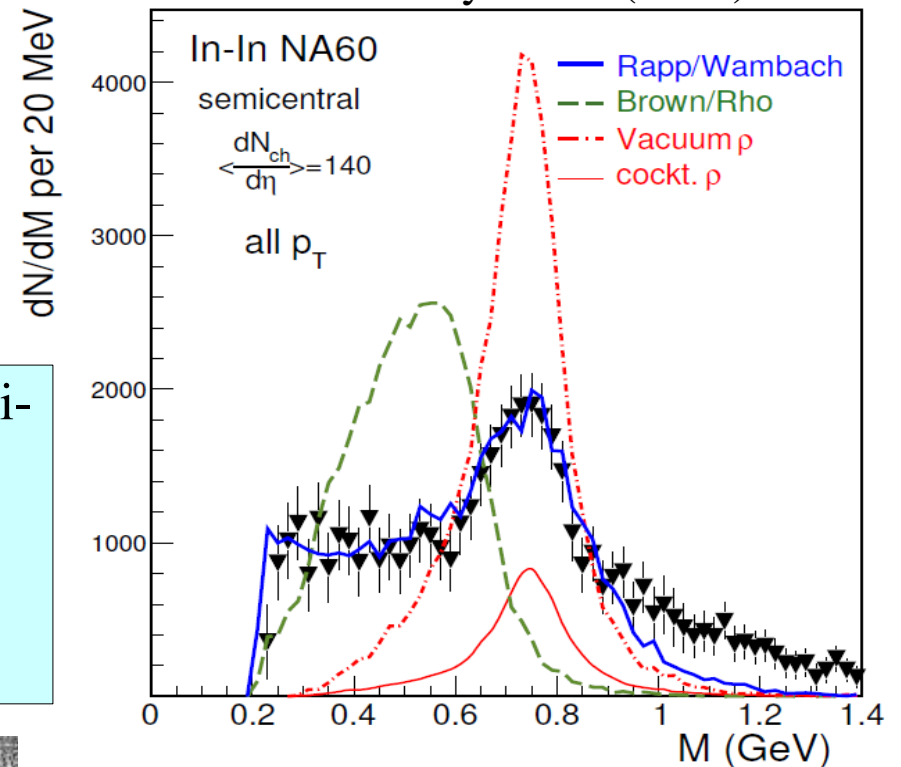 In-In NA60
semicentral
<dN_ch/dη>=140
all p_T
Rapp/Wambach
Brown/Rho
Vacuum ρ
cockt. ρ
dN/dM per 20 MeV
4000
3000
2000
1000
i-
0 0.2 0.4 0.6 0.8 1 1.2 1.4
M (GeV)